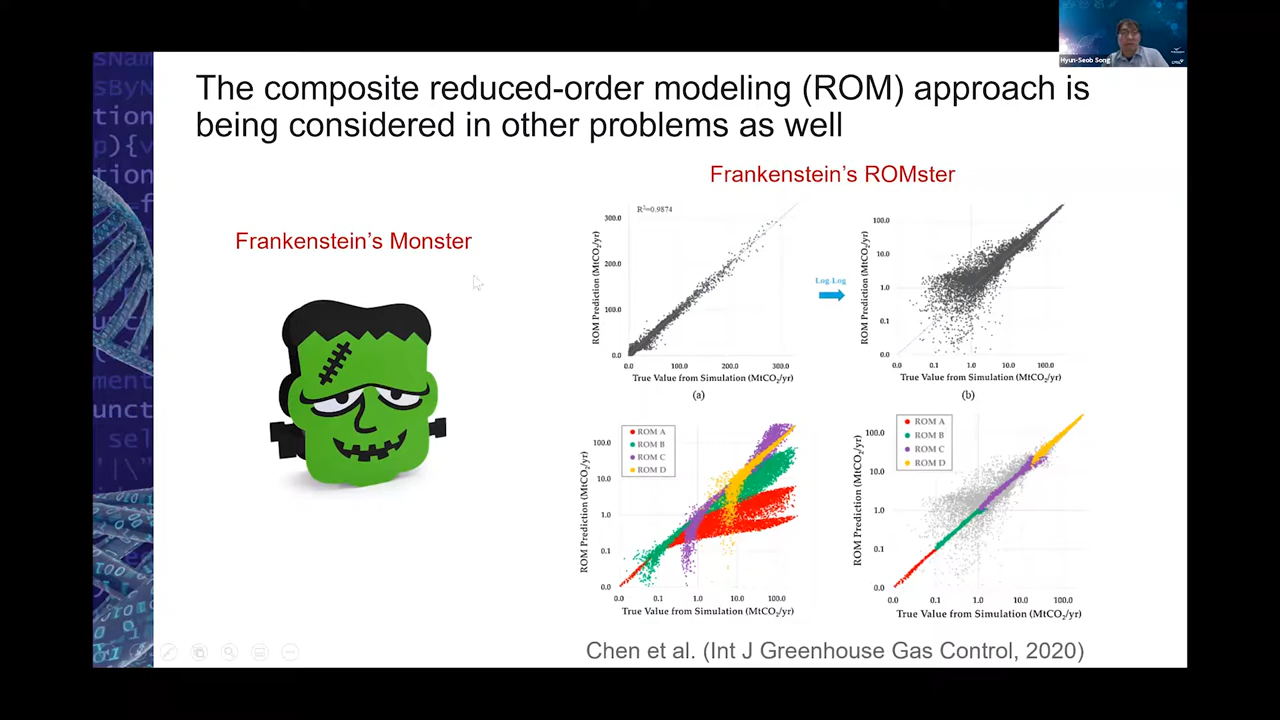 Hyun-Seob Song
The composite reduced-order modeling (ROM) approach is
being considered in other problems as well
Frankenstein's Monster
Frankenstein's ROMster
R²=0.9874
300.0
200.0
100.0
0.0
ROM Prediction (MtCO₂/yr)
0.0 100.0 200.0 300.0
True Value from Simulation (MtCO₂/yr)
(a)
Log-Log
100.0
10.0
1.0
0.1
0.0
ROM Prediction (MtCO₂/yr)
0.0 0.1 1.0 10.0 100.0
True Value from Simulation (MtCO₂/yr)
(b)
ROM A
ROM B
ROM C
ROM D
100.0
10.0
1.0
0.1
0.0
ROM Prediction (MtCO₂/yr)
0.0 0.1 1.0 10.0 100.0
True Value from Simulation (MtCO₂/yr)
ROM A
ROM B
ROM C
ROM D
100.0
10.0
1.0
0.1
0.0
ROM Prediction (MtCO₂/yr)
0.0 0.1 1.0 10.0 100.0
True Value from Simulation (MtCO₂/yr)
Chen et al. (Int J Greenhouse Gas Control, 2020)